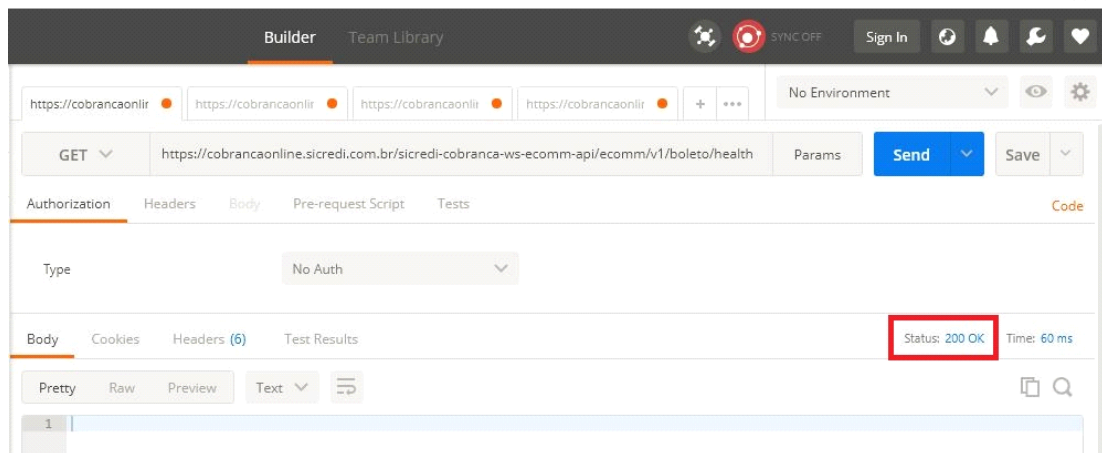 Builder Team Library SYNC OFF Sign In
https://cobrancaonlir https://cobrancaonlir https://cobrancaonlir https://cobrancaonlir + ••• No Environment
GET https://cobrancaonline.sicredi.com.br/sicredi-cobranca-ws-ecomm-api/ecomm/v1/boleto/health Params Send Save
Authorization Headers Body Pre-request Script Tests Code
Type No Auth
Body Cookies Headers (6) Test Results Status: 200 OK Time: 60 ms
Pretty Raw Preview Text
1